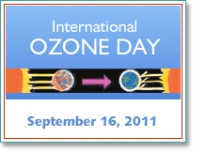 International
OZONE DAY
September 16, 2011